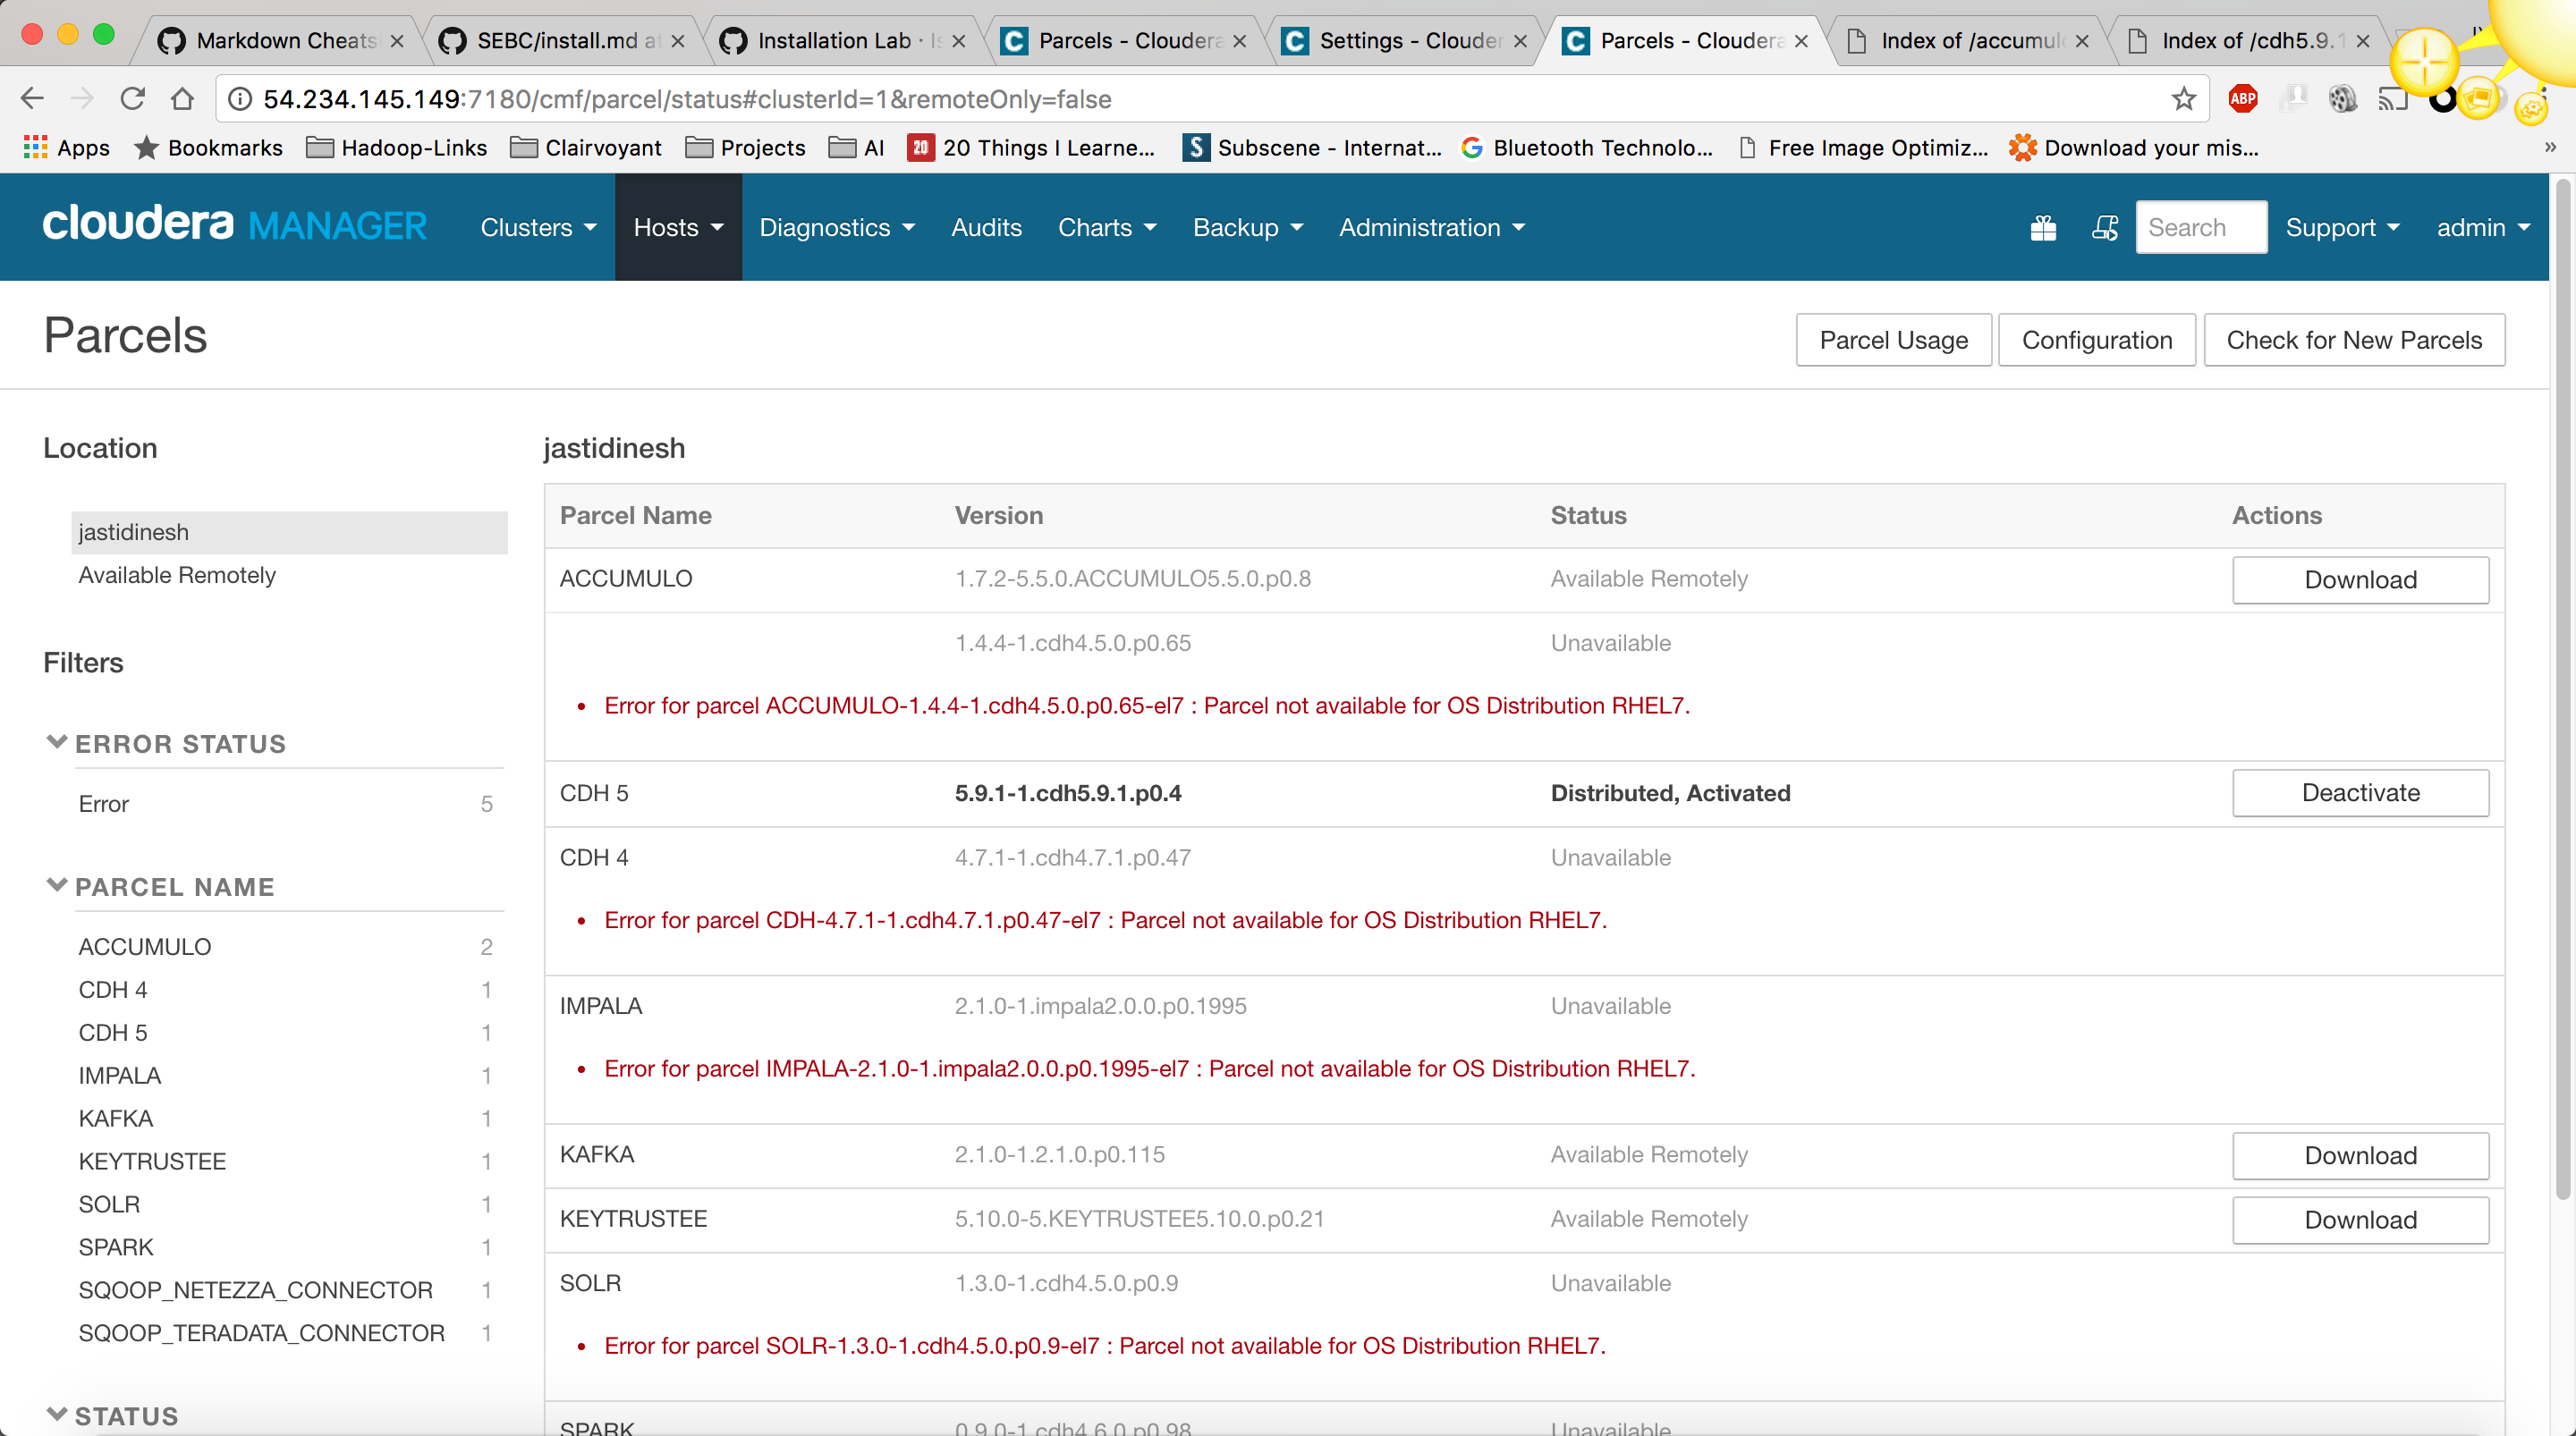 Markdown Cheats
SEBC/install.md at
Installation Lab · Is
Parcels - Cloudera
Settings - Clouder
Parcels - Cloudera
Index of /accumulo
Index of /cdh5.9.1
54.234.145.149:7180/cmf/parcel/status#clusterId=1&remoteOnly=false
ABP
Apps
Bookmarks
Hadoop-Links
Clairvoyant
Projects
AI
20 Things I Learne...
Subscene - Internat...
Bluetooth Technolo...
Free Image Optimiz...
Download your mis...
»
cloudera MANAGER
Clusters
Hosts
Diagnostics
Audits
Charts
Backup
Administration
Search
Support
admin
Parcels
Parcel Usage
Configuration
Check for New Parcels
Location
jastidinesh
Available Remotely
Filters
ERROR STATUS
Error 5
PARCEL NAME
ACCUMULO 2
CDH 4 1
CDH 5 1
IMPALA 1
KAFKA 1
KEYTRUSTEE 1
SOLR 1
SPARK 1
SQOOP_NETEZZA_CONNECTOR 1
SQOOP_TERADATA_CONNECTOR 1
STATUS
jastidinesh
Parcel Name Version Status Actions
ACCUMULO 1.7.2-5.5.0.ACCUMULO5.5.0.p0.8 Available Remotely Download
1.4.4-1.cdh4.5.0.p0.65 Unavailable
• Error for parcel ACCUMULO-1.4.4-1.cdh4.5.0.p0.65-el7 : Parcel not available for OS Distribution RHEL7.
CDH 5 5.9.1-1.cdh5.9.1.p0.4 Distributed, Activated Deactivate
CDH 4 4.7.1-1.cdh4.7.1.p0.47 Unavailable
• Error for parcel CDH-4.7.1-1.cdh4.7.1.p0.47-el7 : Parcel not available for OS Distribution RHEL7.
IMPALA 2.1.0-1.impala2.0.0.p0.1995 Unavailable
• Error for parcel IMPALA-2.1.0-1.impala2.0.0.p0.1995-el7 : Parcel not available for OS Distribution RHEL7.
KAFKA 2.1.0-1.2.1.0.p0.115 Available Remotely Download
KEYTRUSTEE 5.10.0-5.KEYTRUSTEE5.10.0.p0.21 Available Remotely Download
SOLR 1.3.0-1.cdh4.5.0.p0.9 Unavailable
• Error for parcel SOLR-1.3.0-1.cdh4.5.0.p0.9-el7 : Parcel not available for OS Distribution RHEL7.
SPARK 0.9.0-1.cdh4.6.0.p0.98 Unavailable